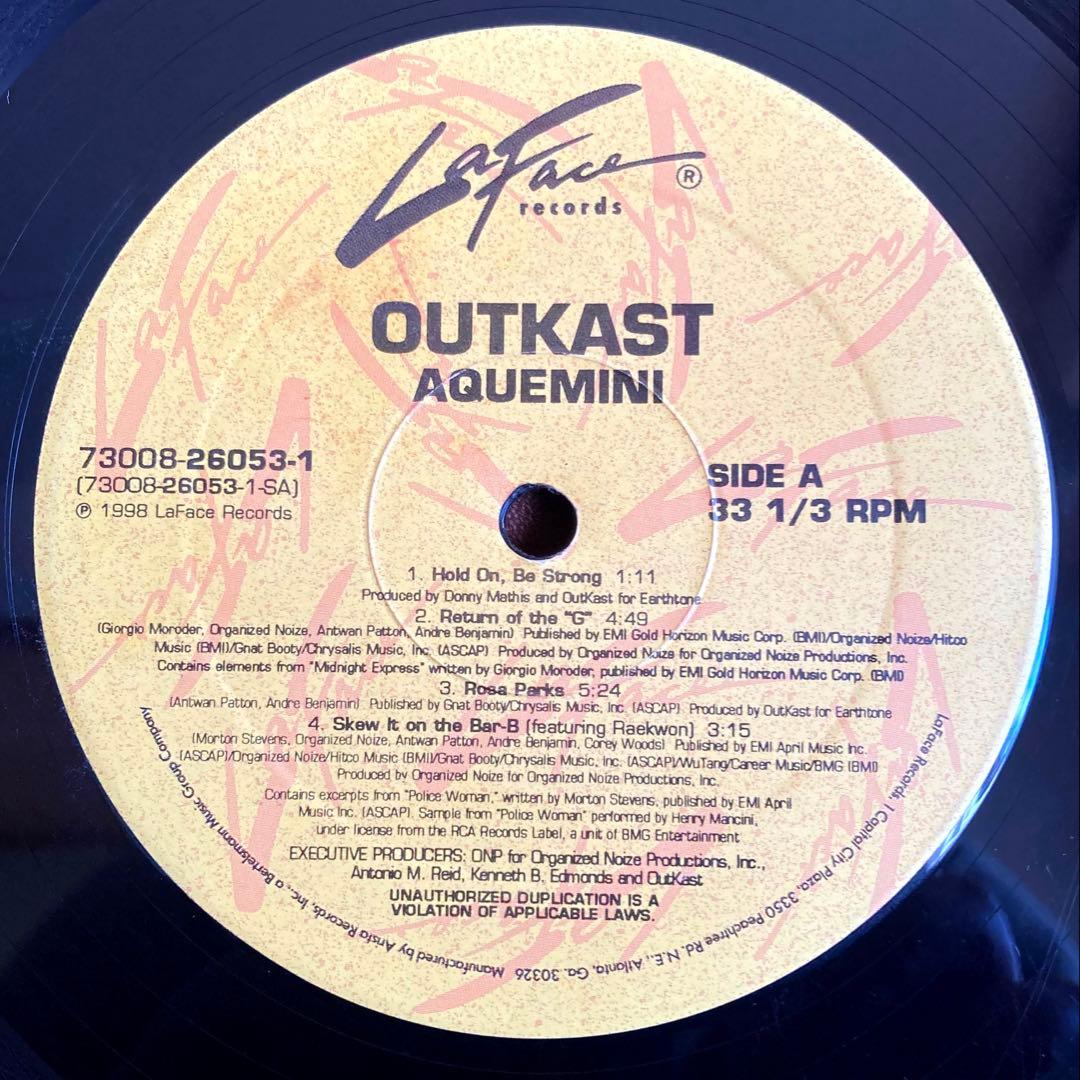 LaFace ®
records
OUTKAST
AQUEMINI
73008-26053-1
(73008-26053-1-SA)
℗ 1998 LaFace Records
SIDE A
33 1/3 RPM
1. Hold On, Be Strong 1:11
Produced by Donny Mathis and OutKast for Earthtone
2. Return of the "G" 4:49
(Giorgio Moroder, Organized Noize, Antwan Patton, Andre Benjamin) Published by EMI Gold Horizon Music Corp. (BMI)/Organized Noize/Hitco
Music (BMI)/Gnat Booty/Chrysalis Music, Inc. (ASCAP) Produced by Organized Noize for Organized Noize Productions, Inc.
Contains elements from "Midnight Express" written by Giorgio Moroder, published by EMI Gold Horizon Music Corp. (BMI)
3. Rosa Parks 5:24
(Antwan Patton, Andre Benjamin) Published by Gnat Booty/Chrysalis Music, Inc. (ASCAP) Produced by OutKast for Earthtone
4. Skew It on the Bar-B (featuring Raekwon) 3:15
(Morton Stevens, Organized Noize, Antwan Patton, Andre Benjamin, Corey Woods) Published by EMI April Music Inc.
(ASCAP)/Organized Noize/Hitco Music (BMI)/Gnat Booty/Chrysalis Music, Inc. (ASCAP)/WuTang/Career Music/BMG (BMI)
Produced by Organized Noize for Organized Noize Productions, Inc.
Contains excerpts from "Police Woman," written by Morton Stevens, published by EMI April
Music Inc. (ASCAP). Sample from "Police Woman" performed by Henry Mancini,
under license from the RCA Records Label, a unit of BMG Entertainment
EXECUTIVE PRODUCERS: ONP for Organized Noize Productions, Inc.,
Antonio M. Reid, Kenneth B. Edmonds and OutKast
UNAUTHORIZED DUPLICATION IS A
VIOLATION OF APPLICABLE LAWS.
LaFace Records, 1 Capital City Plaza, 3350 Peachtree Rd. N.E., Atlanta, Ga. 30326 Manufactured by Arista Records, Inc., a Bertelsmann Music Group Company